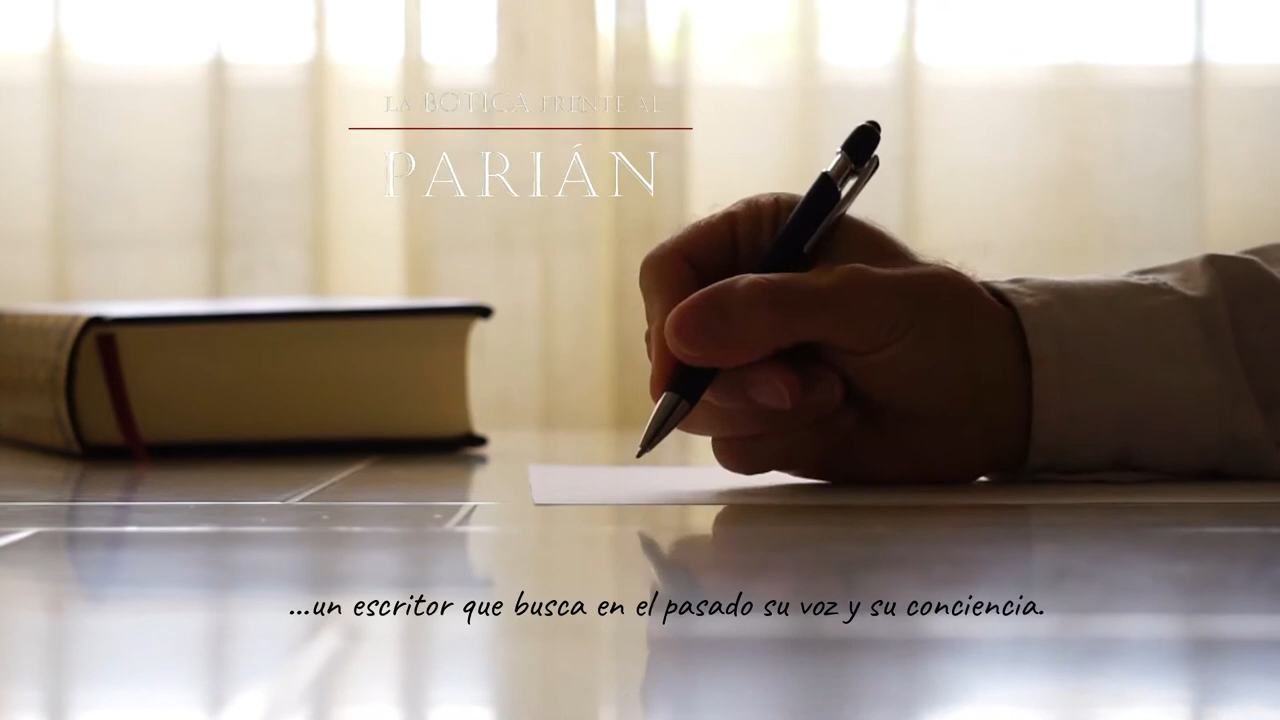 LA BOTICA FRENTE AL
PARIÁN
...un escritor que busca en el pasado su voz y su conciencia.